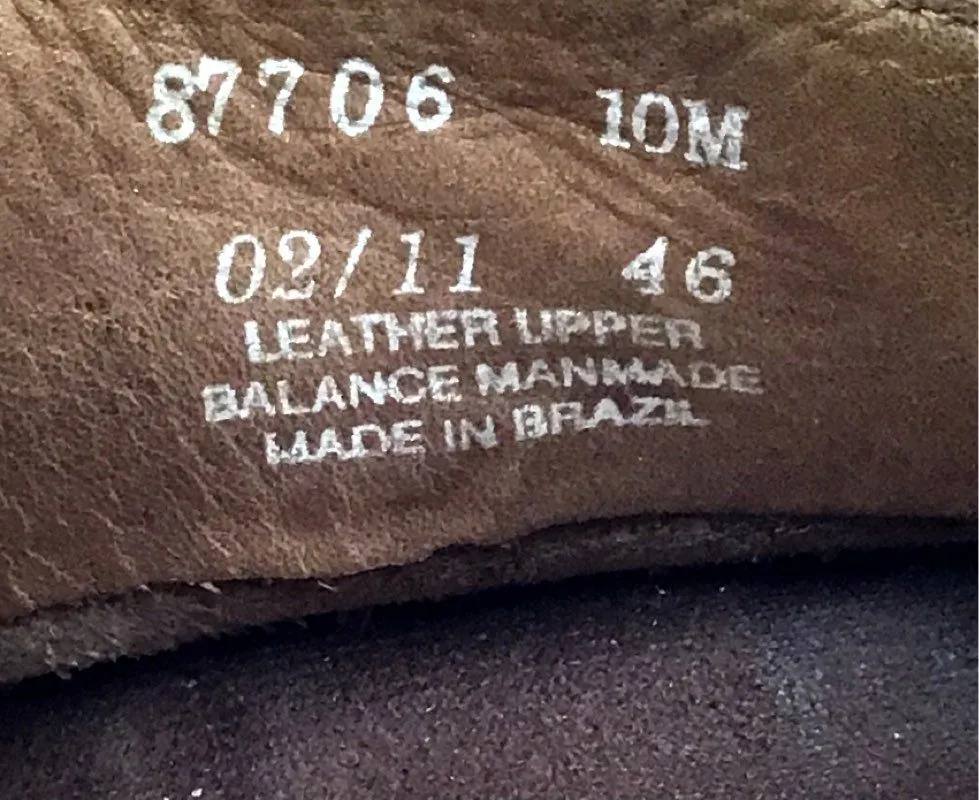 87706 10M
02/11 46
LEATHER UPPER
BALANCE MANMADE
MADE IN BRAZIL